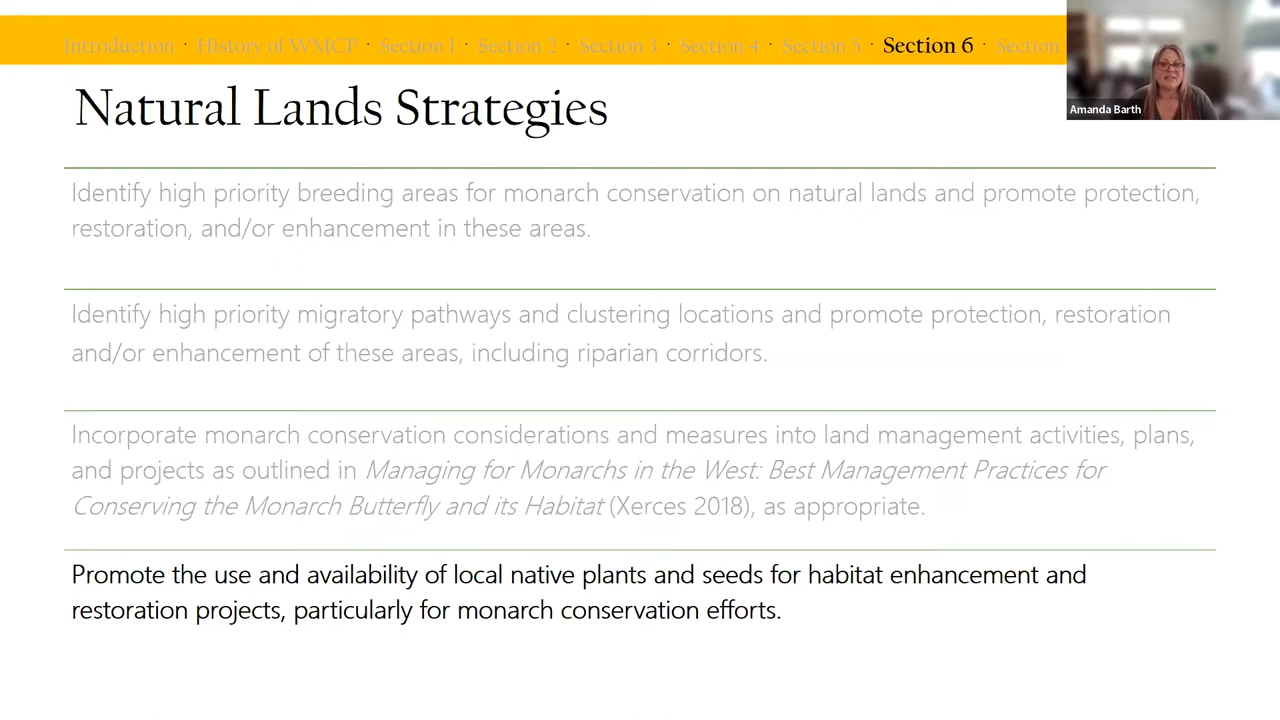 Introduction · History of WMCP · Section 1 · Section 2 · Section 3 · Section 4 · Section 5 · Section 6 · Section
Amanda Barth
Natural Lands Strategies
Identify high priority breeding areas for monarch conservation on natural lands and promote protection,
restoration, and/or enhancement in these areas.
Identify high priority migratory pathways and clustering locations and promote protection, restoration
and/or enhancement of these areas, including riparian corridors.
Incorporate monarch conservation considerations and measures into land management activities, plans,
and projects as outlined in Managing for Monarchs in the West: Best Management Practices for
Conserving the Monarch Butterfly and its Habitat (Xerces 2018), as appropriate.
Promote the use and availability of local native plants and seeds for habitat enhancement and
restoration projects, particularly for monarch conservation efforts.